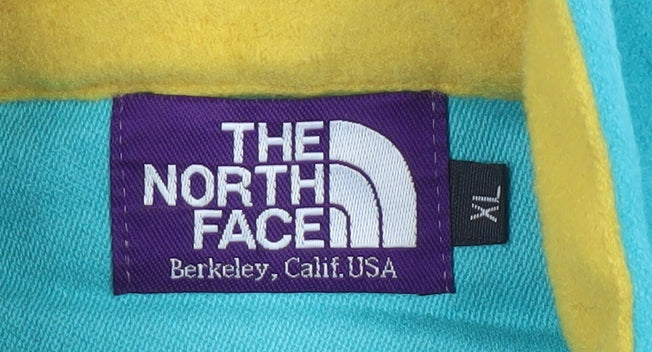 THE
NORTH
FACE
Berkeley, Calif. USA
XL